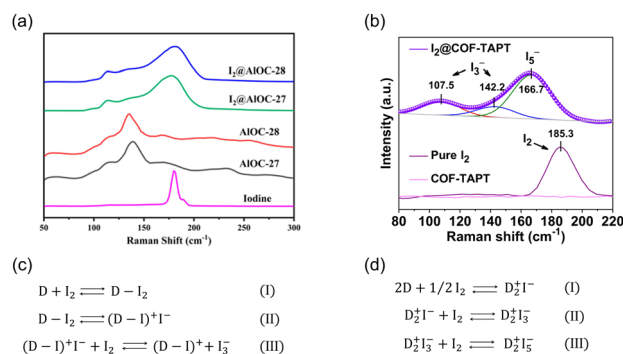 (a)
I₂@AlOC-28
I₂@AlOC-27
AlOC-28
AlOC-27
Iodine
50 100 150 200 250 300
Raman Shift (cm⁻¹)
(b)
I₂@COF-TAPT
I₃⁻
I₅⁻
107.5
142.2
166.7
I₂
185.3
Pure I₂
COF-TAPT
Intensity (a.u.)
80 100 120 140 160 180 200 220
Raman shift (cm⁻¹)
(c)
D + I₂ ⇌ D − I₂ (I)
D − I₂ ⇌ (D − I)⁺I⁻ (II)
(D − I)⁺I⁻ + I₂ ⇌ (D − I)⁺ + I₃⁻ (III)
(d)
2D + 1/2 I₂ ⇌ D₂⁺I⁻ (I)
D₂⁺I⁻ + I₂ ⇌ D₂⁺I₃⁻ (II)
D₂⁺I₃⁻ + I₂ ⇌ D₂⁺I₅⁻ (III)